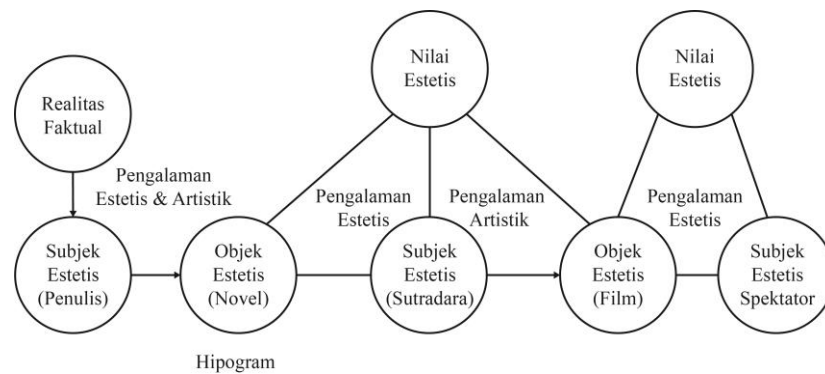 Nilai
Estetis
Nilai
Estetis
Realitas
Faktual
Pengalaman
Estetis & Artistik
Pengalaman
Estetis
Pengalaman
Artistik
Pengalaman
Estetis
Subjek
Estetis
(Penulis)
Objek
Estetis
(Novel)
Subjek
Estetis
(Sutradara)
Objek
Estetis
(Film)
Subjek
Estetis
Spektator
Hipogram